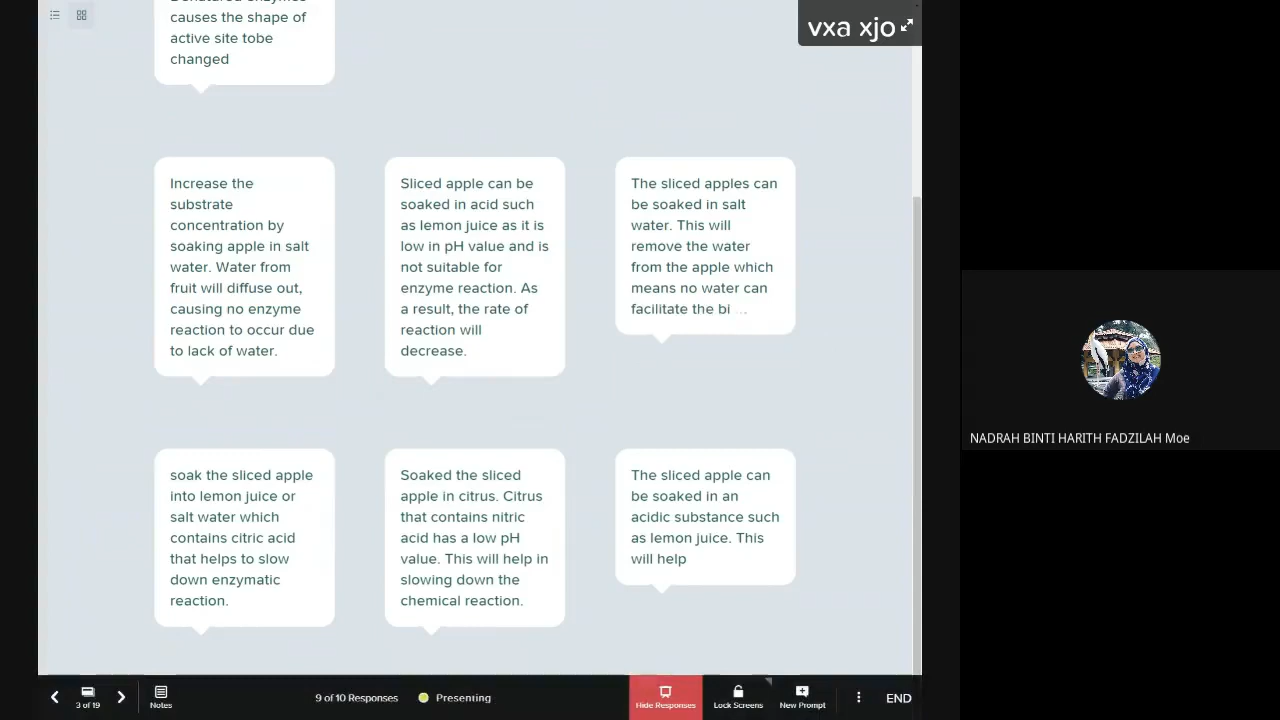 Denatured enzymes
causes the shape of
active site tobe
changed
vxa xjo
Increase the
substrate
concentration by
soaking apple in salt
water. Water from
fruit will diffuse out,
causing no enzyme
reaction to occur due
to lack of water.
Sliced apple can be
soaked in acid such
as lemon juice as it is
low in pH value and is
not suitable for
enzyme reaction. As
a result, the rate of
reaction will
decrease.
The sliced apples can
be soaked in salt
water. This will
remove the water
from the apple which
means no water can
facilitate the bi ...
soak the sliced apple
into lemon juice or
salt water which
contains citric acid
that helps to slow
down enzymatic
reaction.
Soaked the sliced
apple in citrus. Citrus
that contains nitric
acid has a low pH
value. This will help in
slowing down the
chemical reaction.
The sliced apple can
be soaked in an
acidic substance such
as lemon juice. This
will help
NADRAH BINTI HARITH FADZILAH Moe
3 of 19
Notes
9 of 10 Responses
Presenting
Hide Responses
Lock Screens
New Prompt
END